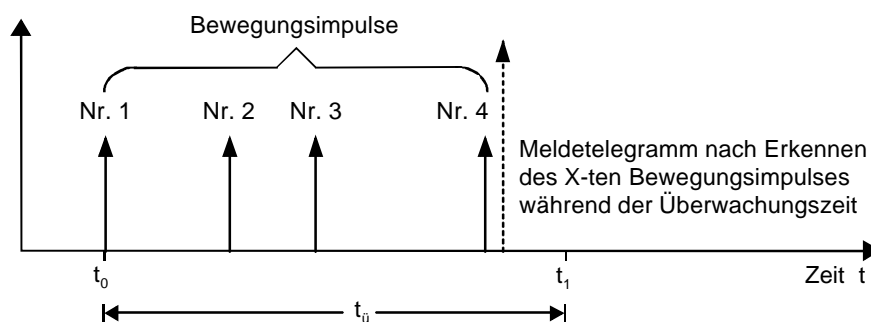 Bewegungsimpulse
Nr. 1 Nr. 2 Nr. 3 Nr. 4
Meldetelegramm nach Erkennen
des X-ten Bewegungsimpulses
während der Überwachungszeit
t₀ t₁ Zeit t
tü